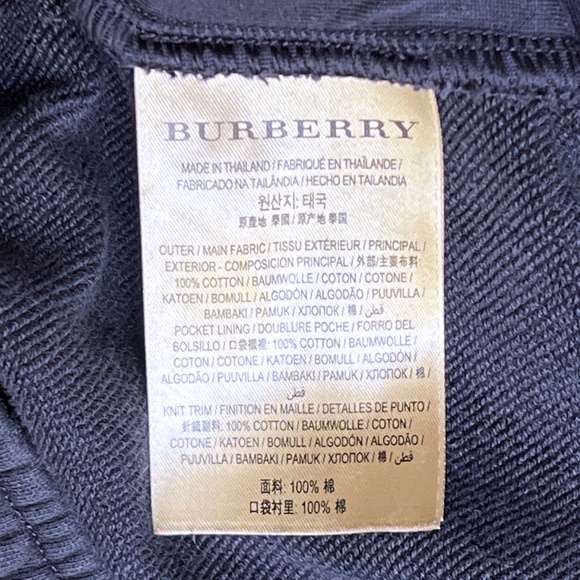 BURBERRY
MADE IN THAILAND / FABRIQUÉ EN THAÏLANDE /
FABRICADO NA TAILÂNDIA / HECHO EN TAILANDIA
원산지: 태국
原產地 泰國 / 原产地 泰国
OUTER / MAIN FABRIC / TISSU EXTÉRIEUR / PRINCIPAL /
EXTERIOR - COMPOSICION PRINCIPAL / 外部/主要布料:
100% COTTON / BAUMWOLLE / COTON / COTONE /
KATOEN / BOMULL / ALGODÓN / ALGODÃO / PUUVILLA /
BAMBAKI / PAMUK / ХЛОПОК / 棉 / قطن /
POCKET LINING / DOUBLURE POCHE / FORRO DEL
BOLSILLO / 口袋襯裡: 100% COTTON / BAUMWOLLE /
COTON / COTONE / KATOEN / BOMULL / ALGODÓN /
ALGODÃO / PUUVILLA / BAMBAKI / PAMUK / ХЛОПОК / 棉 /
قطن
KNIT TRIM / FINITION EN MAILLE / DETALLES DE PUNTO /
針織副料: 100% COTTON / BAUMWOLLE / COTON /
COTONE / KATOEN / BOMULL / ALGODÓN / ALGODÃO /
PUUVILLA / BAMBAKI / PAMUK / ХЛОПОК / 棉 / قطن /
面料: 100% 棉
口袋衬里: 100% 棉